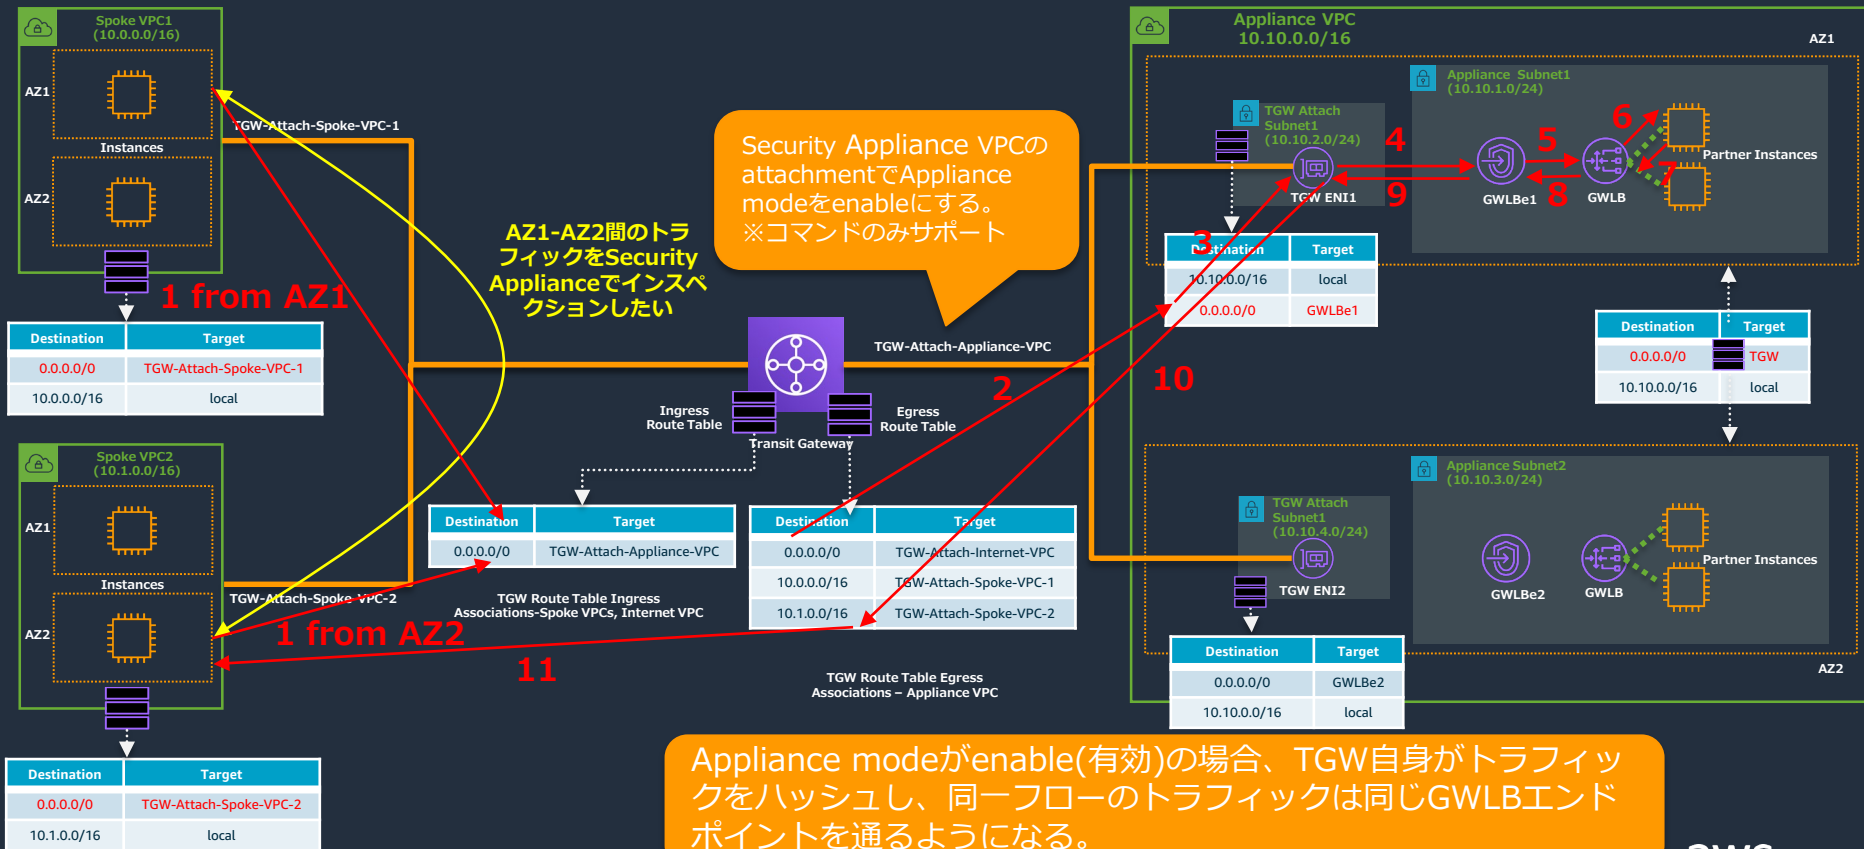 Spoke VPC1
(10.0.0.0/16)
AZ1
Instances
AZ2
TGW-Attach-Spoke-VPC-1
1 from AZ1
Destination Target
0.0.0.0/0 TGW-Attach-Spoke-VPC-1
10.0.0.0/16 local
Spoke VPC2
(10.1.0.0/16)
AZ1
Instances
AZ2
TGW-Attach-Spoke-VPC-2
1 from AZ2
11
Destination Target
0.0.0.0/0 TGW-Attach-Spoke-VPC-2
10.1.0.0/16 local
AZ1-AZ2間のトラ
フィックをSecurity
Applianceでインスペ
クションしたい
Security Appliance VPCの
attachmentでAppliance
modeをenableにする。
※コマンドのみサポート
TGW-Attach-Appliance-VPC
Ingress
Route Table
Egress
Route Table
Transit Gateway
Destination Target
0.0.0.0/0 TGW-Attach-Appliance-VPC
TGW Route Table Ingress
Associations-Spoke VPCs, Internet VPC
Destination Target
0.0.0.0/0 TGW-Attach-Internet-VPC
10.0.0.0/16 TGW-Attach-Spoke-VPC-1
10.1.0.0/16 TGW-Attach-Spoke-VPC-2
TGW Route Table Egress
Associations – Appliance VPC
2
3
10
Appliance VPC
10.10.0.0/16
AZ1
TGW Attach
Subnet1
(10.10.2.0/24)
TGW ENI1
4
9
Appliance Subnet1
(10.10.1.0/24)
5
8
6
7
GWLBe1
GWLB
Partner Instances
Destination Target
10.10.0.0/16 local
0.0.0.0/0 GWLBe1
Destination Target
0.0.0.0/0 TGW
10.10.0.0/16 local
TGW Attach
Subnet1
(10.10.4.0/24)
TGW ENI2
Appliance Subnet2
(10.10.3.0/24)
GWLBe2
GWLB
Partner Instances
AZ2
Destination Target
0.0.0.0/0 GWLBe2
10.10.0.0/16 local
Appliance modeがenable(有効)の場合、TGW自身がトラフィッ
クをハッシュし、同一フローのトラフィックは同じGWLBエンド
ポイントを通るようになる。
aws